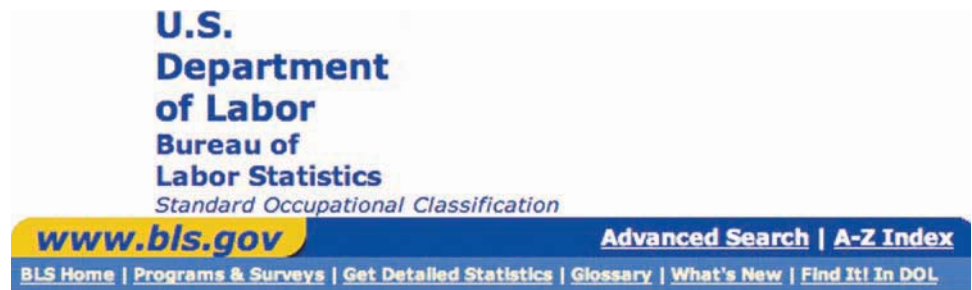 U.S.
Department
of Labor
Bureau of
Labor Statistics
Standard Occupational Classification
www.bls.gov Advanced Search | A-Z Index
BLS Home | Programs & Surveys | Get Detailed Statistics | Glossary | What's New | Find It! In DOL